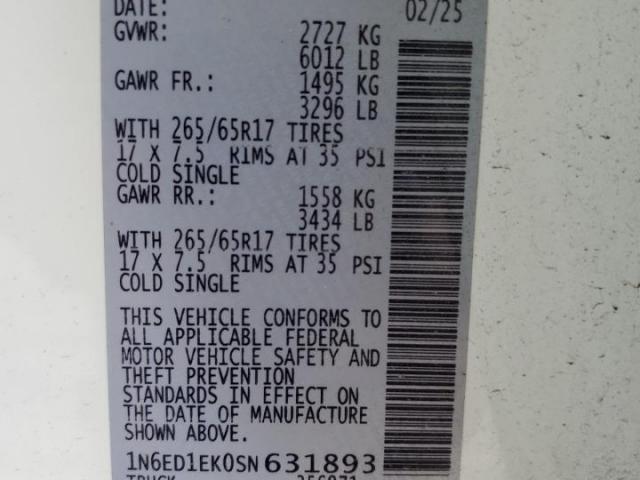 DATE: 02/25
GVWR: 2727 KG
6012 LB
GAWR FR.: 1495 KG
3296 LB
WITH 265/65R17 TIRES
17 X 7.5 RIMS AT 35 PSI
COLD SINGLE
GAWR RR.: 1558 KG
3434 LB
WITH 265/65R17 TIRES
17 X 7.5 RIMS AT 35 PSI
COLD SINGLE
THIS VEHICLE CONFORMS TO
ALL APPLICABLE FEDERAL
MOTOR VEHICLE SAFETY AND
THEFT PREVENTION
STANDARDS IN EFFECT ON
THE DATE OF MANUFACTURE
SHOWN ABOVE.
1N6ED1EK0SN631893
TRUCK